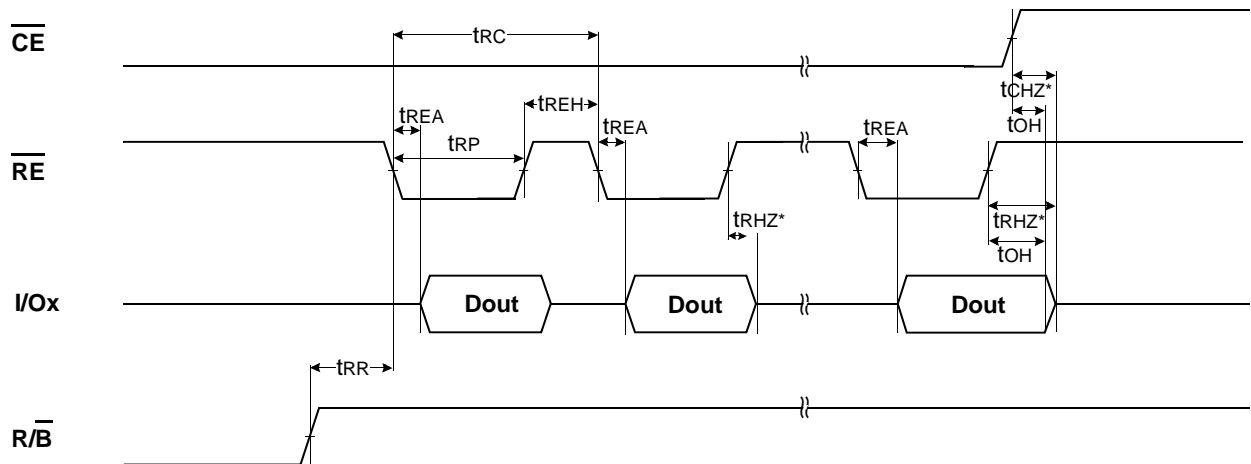 CE
tRC
tCHZ*
tREH
tREA
tREA
tREA
tOH
tRP
RE
tRHZ*
tRHZ*
tOH
I/Ox
Dout
Dout
Dout
tRR
R/B